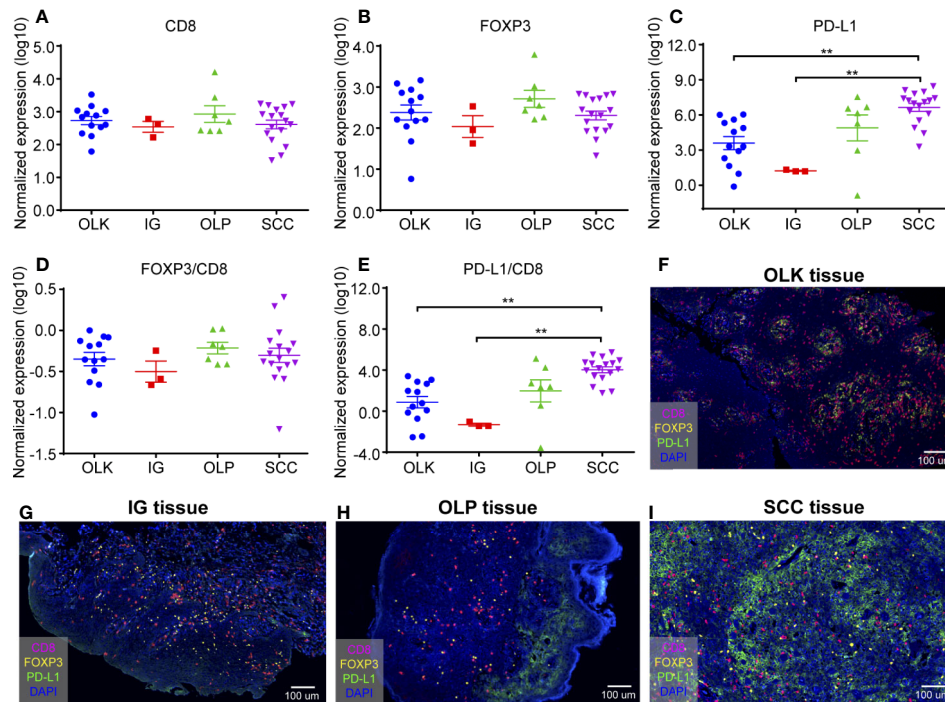 A
CD8
Normalized expression (log10)
5.0
4.0
3.0
2.0
1.0
0.0
OLK IG OLP SCC
B
FOXP3
Normalized expression (log10)
4.0
3.0
2.0
1.0
0.0
OLK IG OLP SCC
C
PD-L1
Normalized expression (log10)
12.0
9.0
6.0
3.0
0.0
**
**
OLK IG OLP SCC
D
FOXP3/CD8
Normalized expression (log10)
0.5
-0.0
-0.5
-1.0
-1.5
OLK IG OLP SCC
E
PD-L1/CD8
Normalized expression (log10)
12.0
8.0
4.0
0.0
-4.0
**
**
OLK IG OLP SCC
F
OLK tissue
CD8
FOXP3
PD-L1
DAPI
100 um
G
IG tissue
CD8
FOXP3
PD-L1
DAPI
100 um
H
OLP tissue
CD8
FOXP3
PD-L1
DAPI
100 um
I
SCC tissue
CD8
FOXP3
PD-L1
DAPI
100 um